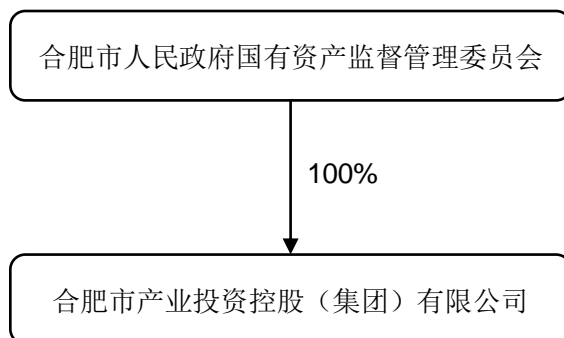 合肥市人民政府国有资产监督管理委员会
100%
合肥市产业投资控股（集团）有限公司